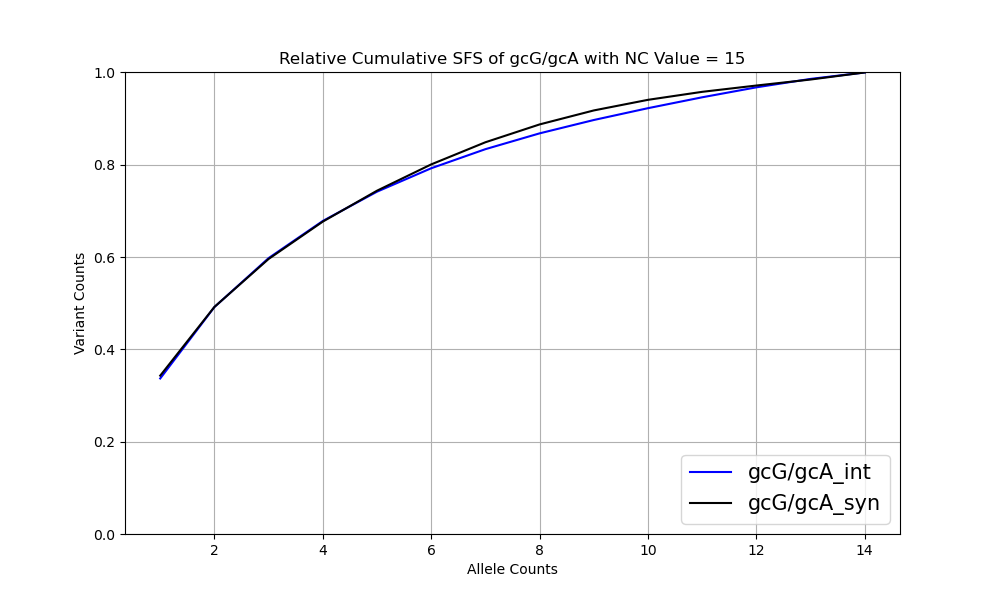 Relative Cumulative SFS of gcG/gcA with NC Value = 15
1.0
0.8
0.6
0.4
0.2
0.0
Variant Counts
gcG/gcA_int
gcG/gcA_syn
2 4 6 8 10 12 14
Allele Counts